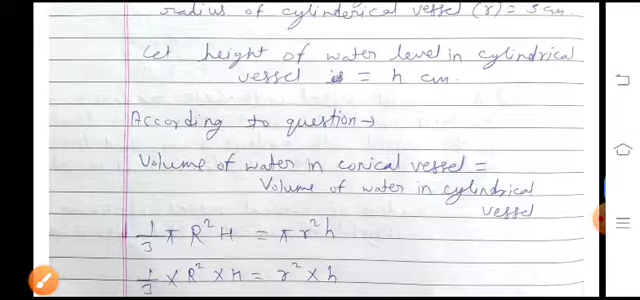 radius of cylinderical vessel (r) = 5 cm.
Let height of water level in cylindrical
vessel is = h cm.
According to question →
Volume of water in conical vessel =
Volume of water in cylindrical
vessel
1/3 π R² H = π r² h
1/3 × R² × H = r² × h